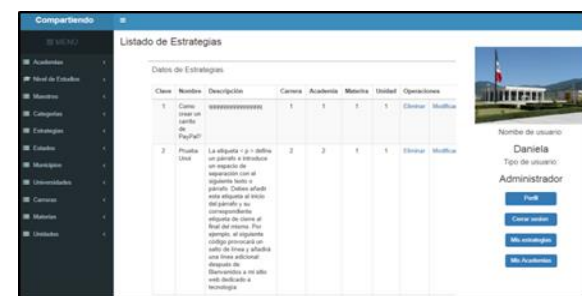 Compartiendo
MENÚ
Listado de Estrategias
Academias
Nivel de Estudios
Maestros
Categorias
Estrategias
Estados
Municipios
Universidades
Carreras
Materias
Unidades
Datos de Estrategias.
Clave Nombre Descripción Carrera Academia Materira Unidad Operaciones
1 Como crear un carrito de PayPal? 1 1 1 1 Eliminar Modificar
2 Prueba Unoi 2 2 1 1 Eliminar Modificar
La etiqueta < p > define
un párrafo e introduce
un espacio de
separación con el
siguiente texto o
párrafo. Debes añadir
esta etiqueta al inicio
del párrafo y su
correspondiente
etiqueta de cierre al
final del mismo. Por
ejemplo, el siguiente
código provocará un
salto de línea y añadirá
una línea adicional
después de:
Bienvenidos a mi sitio
web dedicado a
tecnología
Nombre de usuario:
Daniela
Tipo de usuario:
Administrador
Perfil
Cerrar sesión
Mis estrategias
Mis Academias